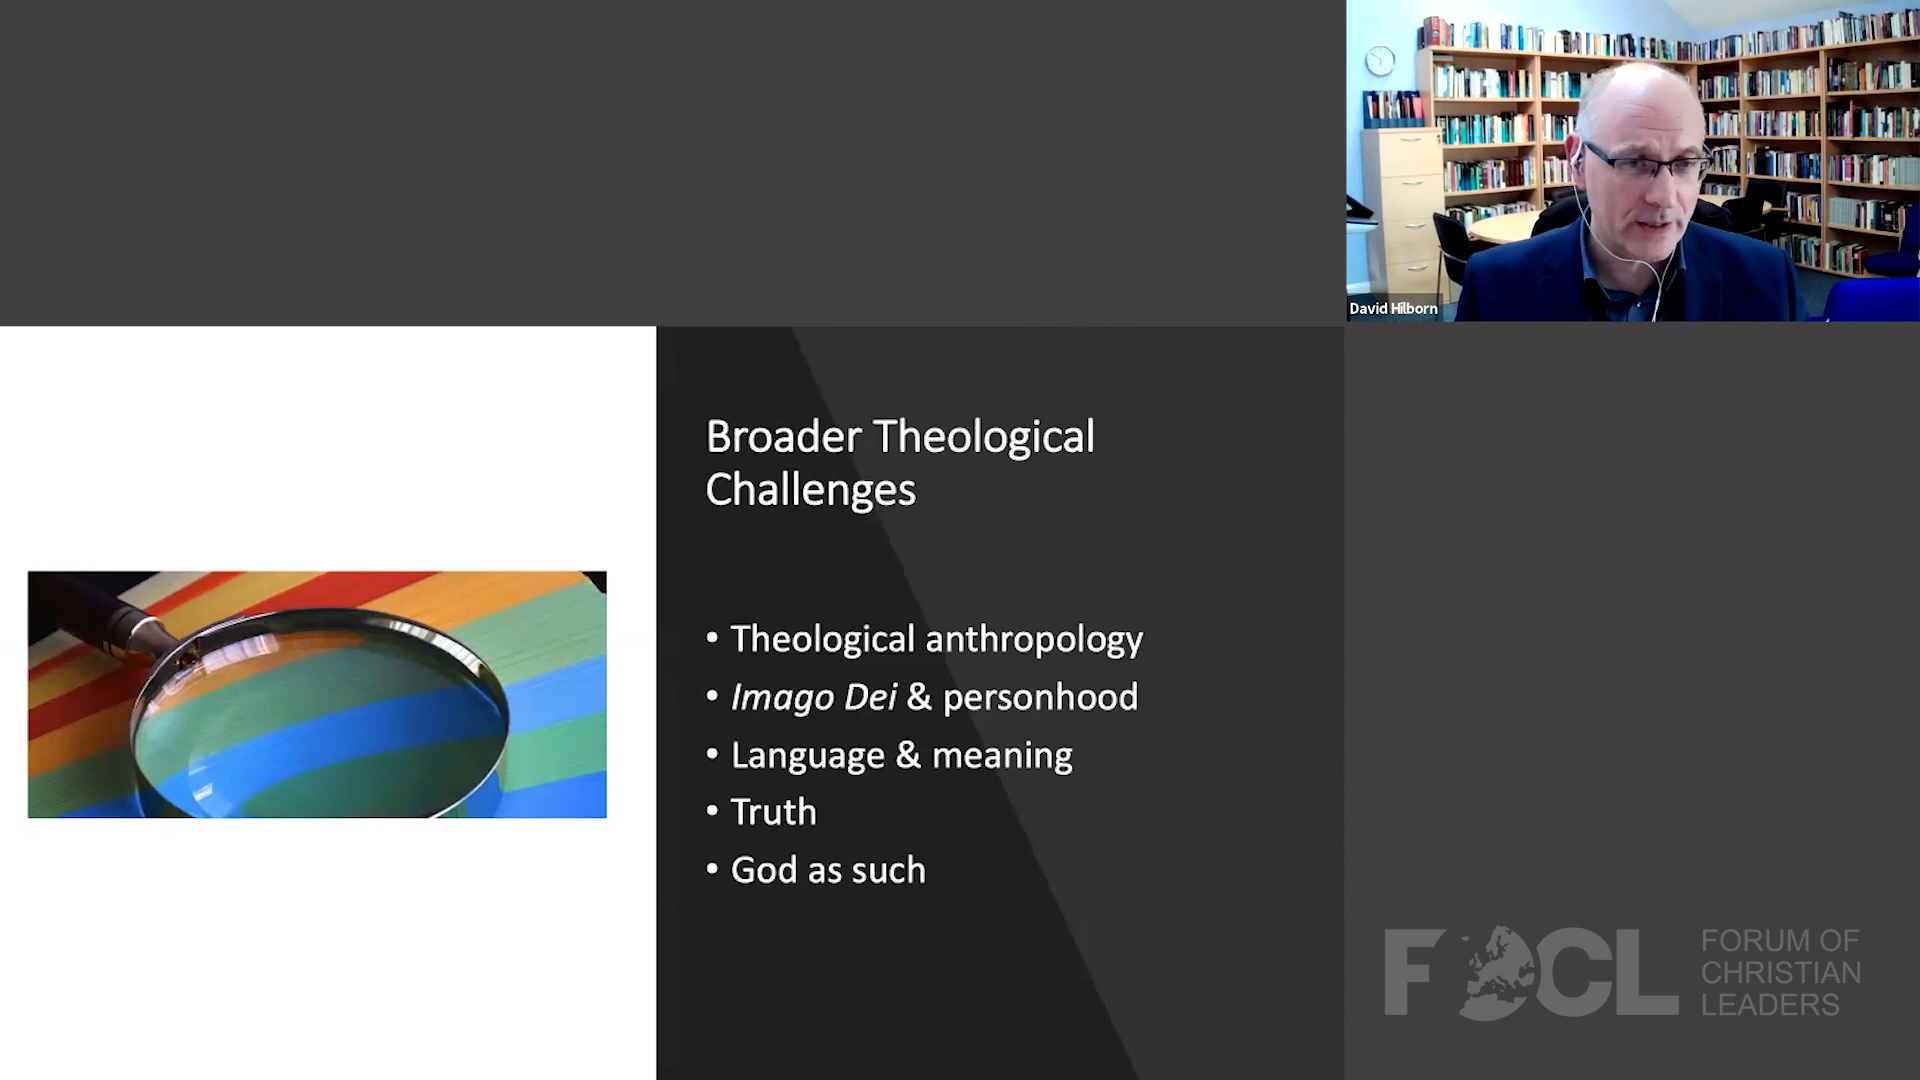 David Hilborn
Broader Theological
Challenges
• Theological anthropology
• Imago Dei & personhood
• Language & meaning
• Truth
• God as such
FOCL
FORUM OF
CHRISTIAN
LEADERS